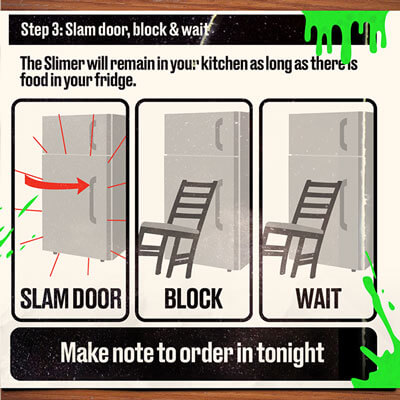 Step 3: Slam door, block & wait
The Slimer will remain in your kitchen as long as there is
food in your fridge.
SLAM DOOR
BLOCK
WAIT
Make note to order in tonight